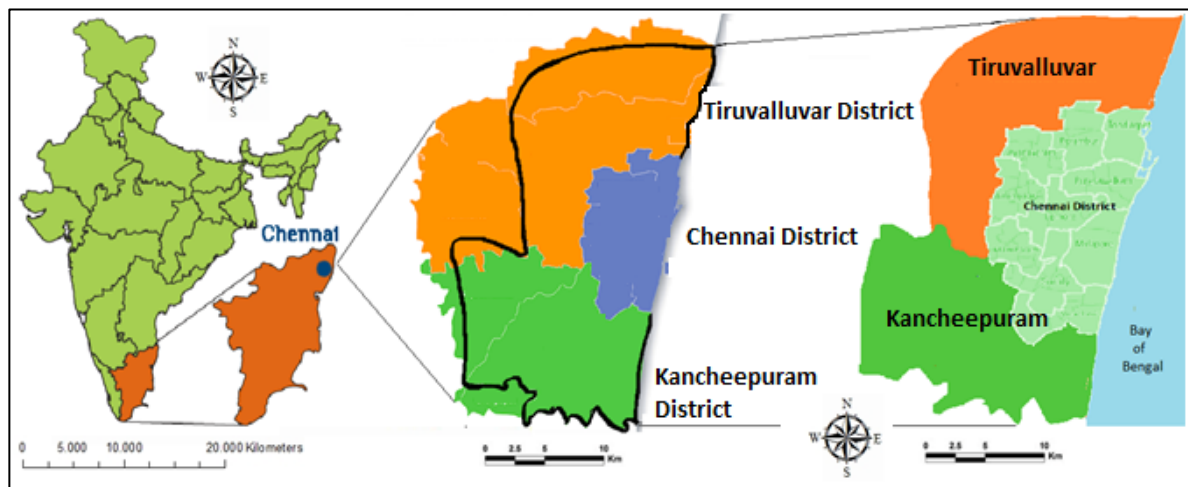 N
W E
S
Chennai
0 5.000 10.000 20.000 Kilometers
Tiruvalluvar District
Chennai District
Kancheepuram
District
0 2.5 5 10
Km
N
W E
S
Tiruvalluvar
Chennai District
Kancheepuram
Bay
of
Bengal
0 2.5 5 10
Km